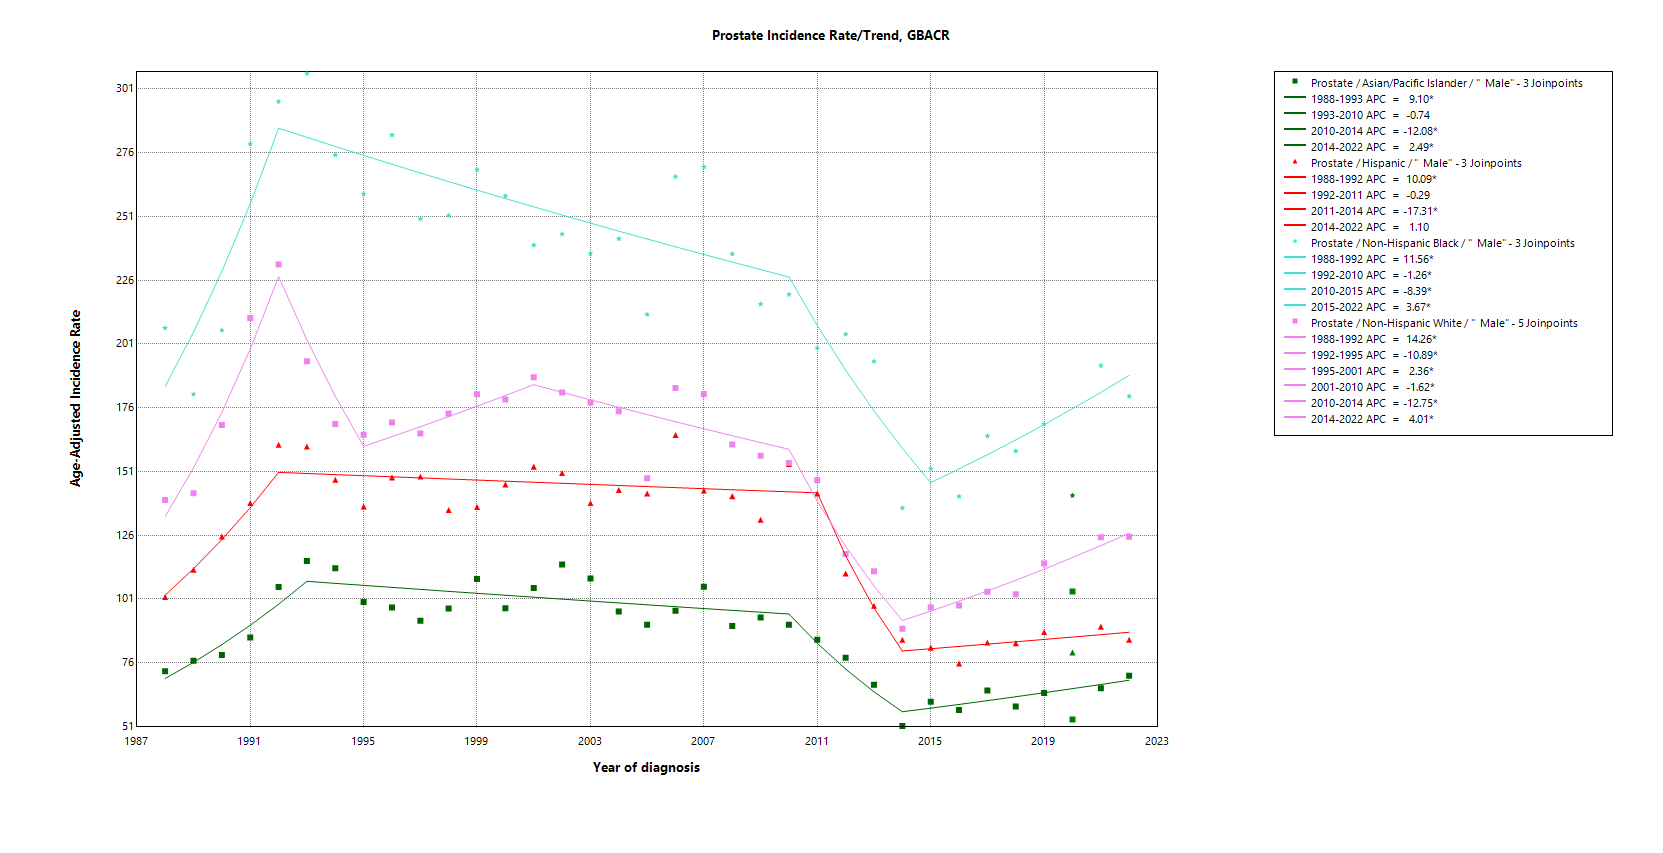 Prostate Incidence Rate/Trend, GBACR
301
276
251
226
201
176
151
126
101
76
51
Age-Adjusted Incidence Rate
1987 1991 1995 1999 2003 2007 2011 2015 2019 2023
Year of diagnosis
Prostate / Asian/Pacific Islander / " Male" - 3 Joinpoints
1988-1993 APC = 9.10*
1993-2010 APC = -0.74
2010-2014 APC = -12.08*
2014-2022 APC = 2.49*
Prostate / Hispanic / " Male" - 3 Joinpoints
1988-1992 APC = 10.09*
1992-2011 APC = -0.29
2011-2014 APC = -17.31*
2014-2022 APC = 1.10
Prostate / Non-Hispanic Black / " Male" - 3 Joinpoints
1988-1992 APC = 11.56*
1992-2010 APC = -1.26*
2010-2015 APC = -8.39*
2015-2022 APC = 3.67*
Prostate / Non-Hispanic White / " Male" - 5 Joinpoints
1988-1992 APC = 14.26*
1992-1995 APC = -10.89*
1995-2001 APC = 2.36*
2001-2010 APC = -1.62*
2010-2014 APC = -12.75*
2014-2022 APC = 4.01*